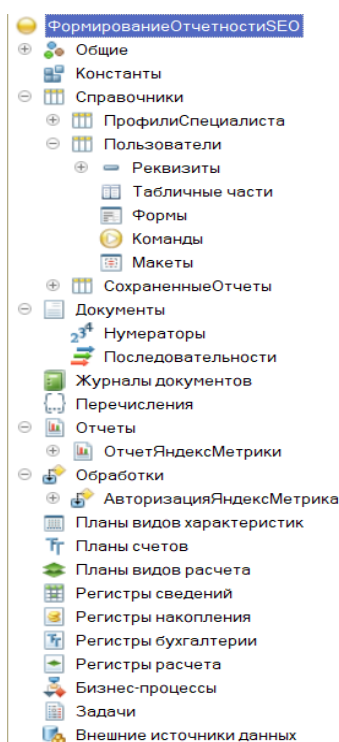 ФормированиеОтчетностиSEO
Общие
Константы
Справочники
ПрофилиСпециалиста
Пользователи
Реквизиты
Табличные части
Формы
Команды
Макеты
СохраненныеОтчеты
Документы
Нумераторы
Последовательности
Журналы документов
Перечисления
Отчеты
ОтчетЯндексМетрики
Обработки
АвторизацияЯндексМетрика
Планы видов характеристик
Планы счетов
Планы видов расчета
Регистры сведений
Регистры накопления
Регистры бухгалтерии
Регистры расчета
Бизнес-процессы
Задачи
Внешние источники данных